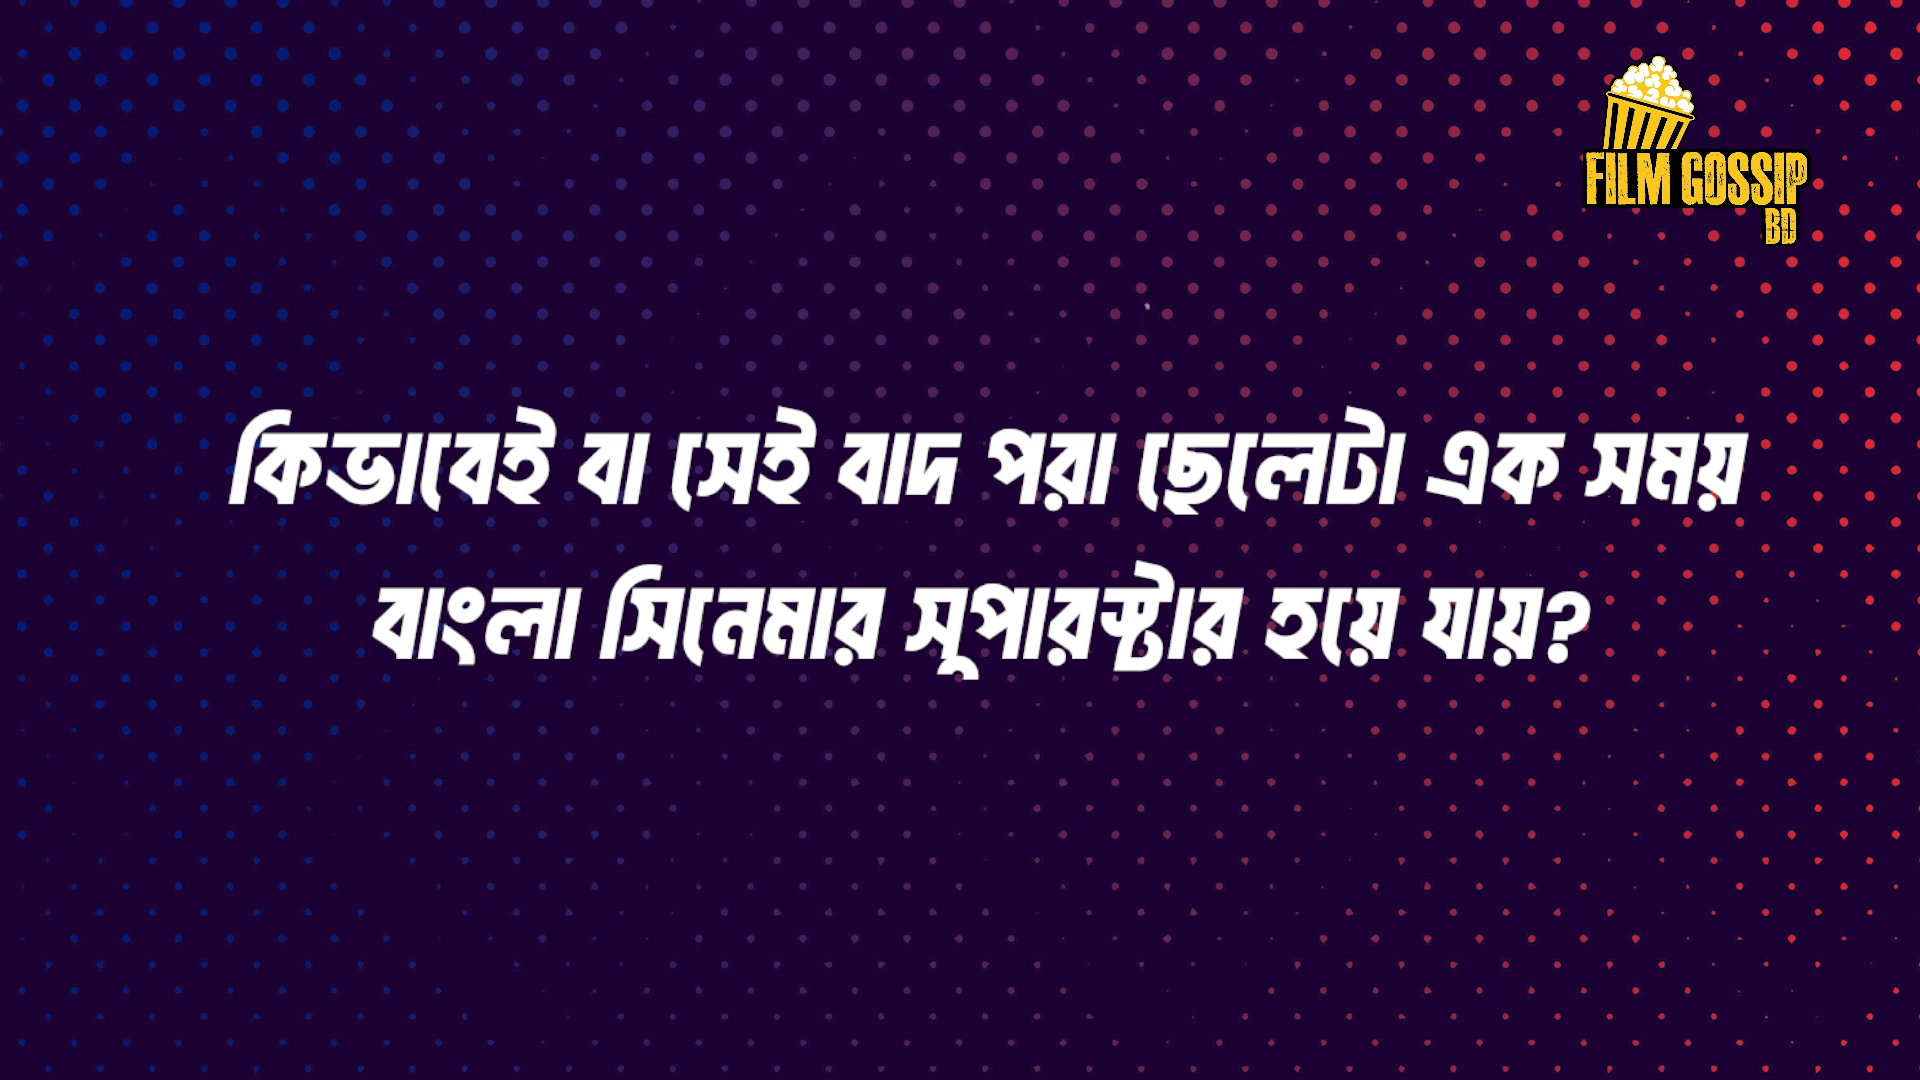 FILM GOSSIP
BD
কিভাবেই বা সেই বাদ পরা ছেলেটা এক সময়
বাংলা সিনেমার সুপারস্টার হয়ে যায়?